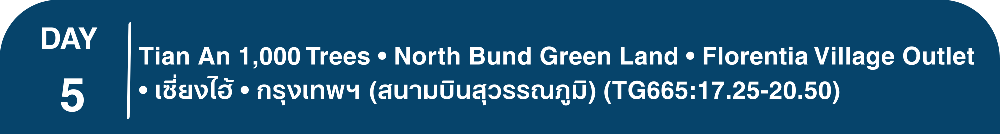 DAY
5
Tian An 1,000 Trees • North Bund Green Land • Florentia Village Outlet
• เซี่ยงไฮ้ • กรุงเทพฯ (สนามบินสุวรรณภูมิ) (TG665:17.25-20.50)